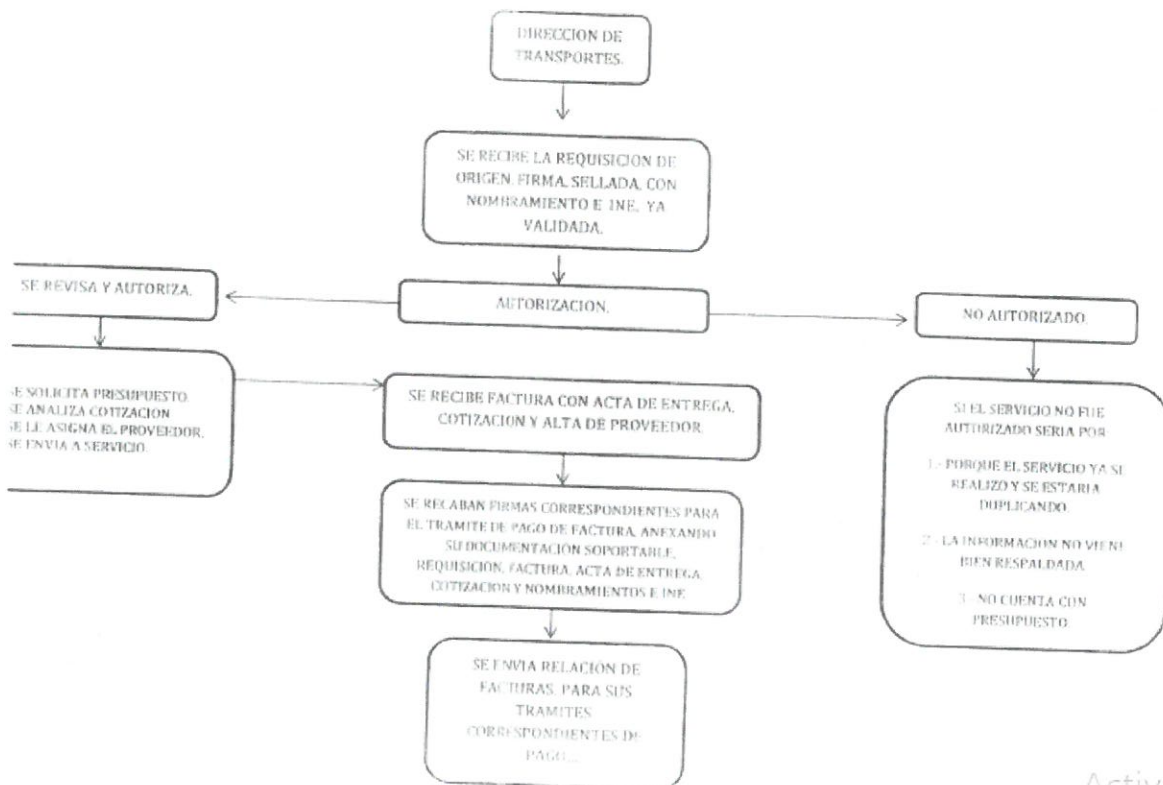 DIRECCION DE
TRANSPORTES.
SE RECIBE LA REQUISICION DE
ORIGEN, FIRMA, SELLADA, CON
NOMBRAMIENTO E INE, YA
VALIDADA.
SE REVISA Y AUTORIZA.
AUTORIZACION.
NO AUTORIZADO.
SE SOLICITA PRESUPUESTO
SE ANALIZA COTIZACION
SE LE ASIGNA EL PROVEEDOR.
SE ENVIA A SERVICIO.
SE RECIBE FACTURA CON ACTA DE ENTREGA,
COTIZACION Y ALTA DE PROVEEDOR.
SI EL SERVICIO NO FUE
AUTORIZADO SERIA POR
1.- PORQUE EL SERVICIO YA SE
REALIZO Y SE ESTARIA
DUPLICANDO
2.- LA INFORMACION NO VIENE
BIEN RESPALDADA
3.- NO CUENTA CON
PRESUPUESTO
SE RECABAN FIRMAS CORRESPONDIENTES PARA
EL TRAMITE DE PAGO DE FACTURA, ANEXANDO
SU DOCUMENTACIÓN SOPORTABLE,
REQUISICIÓN, FACTURA, ACTA DE ENTREGA
COTIZACION Y NOMBRAMIENTOS E INE
SE ENVIA RELACIÓN DE
FACTURAS, PARA SUS
TRAMITES
CORRESPONDIENTES DE
PAGO...